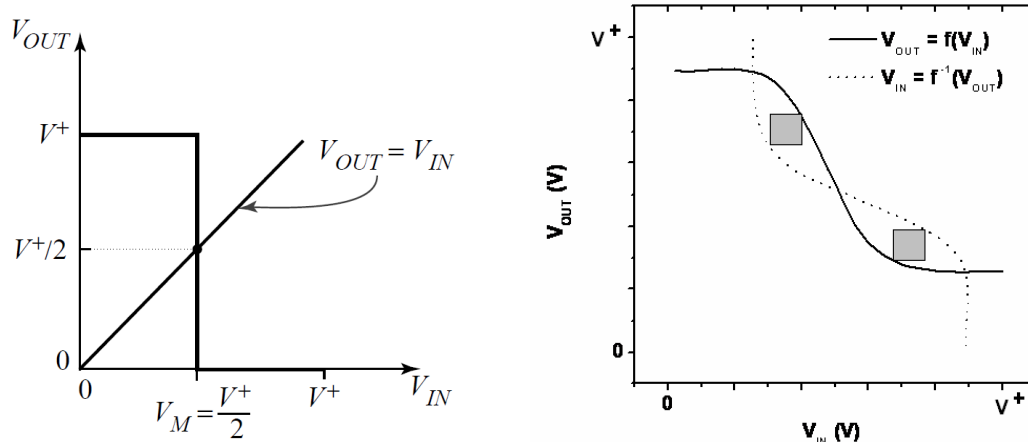 V_OUT
V⁺
V_OUT = V_IN
V⁺/2
0
0
V_M = V⁺/2
V⁺
V_IN
V⁺
V_OUT = f(V_IN)
V_IN = f⁻¹(V_OUT)
V_OUT (V)
0
0
V⁺
V_IN (V)